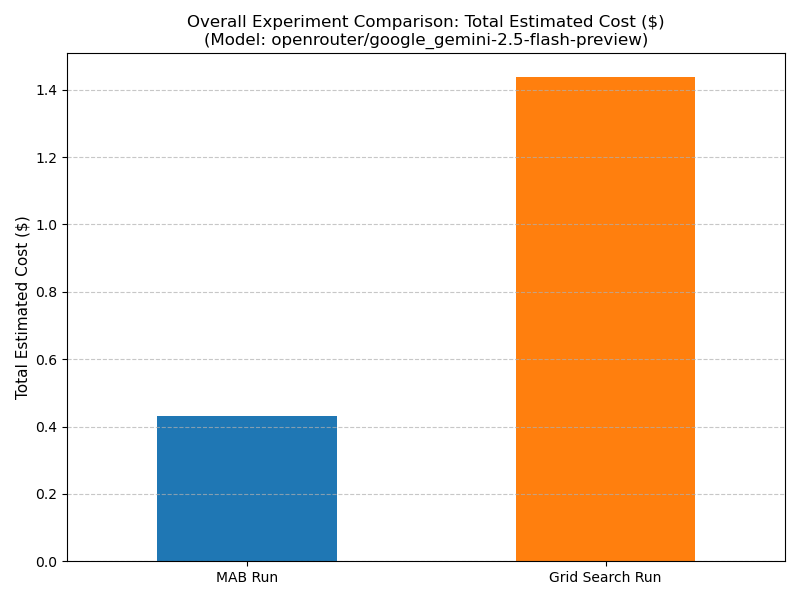 Overall Experiment Comparison: Total Estimated Cost ($)
(Model: openrouter/google_gemini-2.5-flash-preview)
Total Estimated Cost ($)
1.4
1.2
1.0
0.8
0.6
0.4
0.2
0.0
MAB Run
Grid Search Run